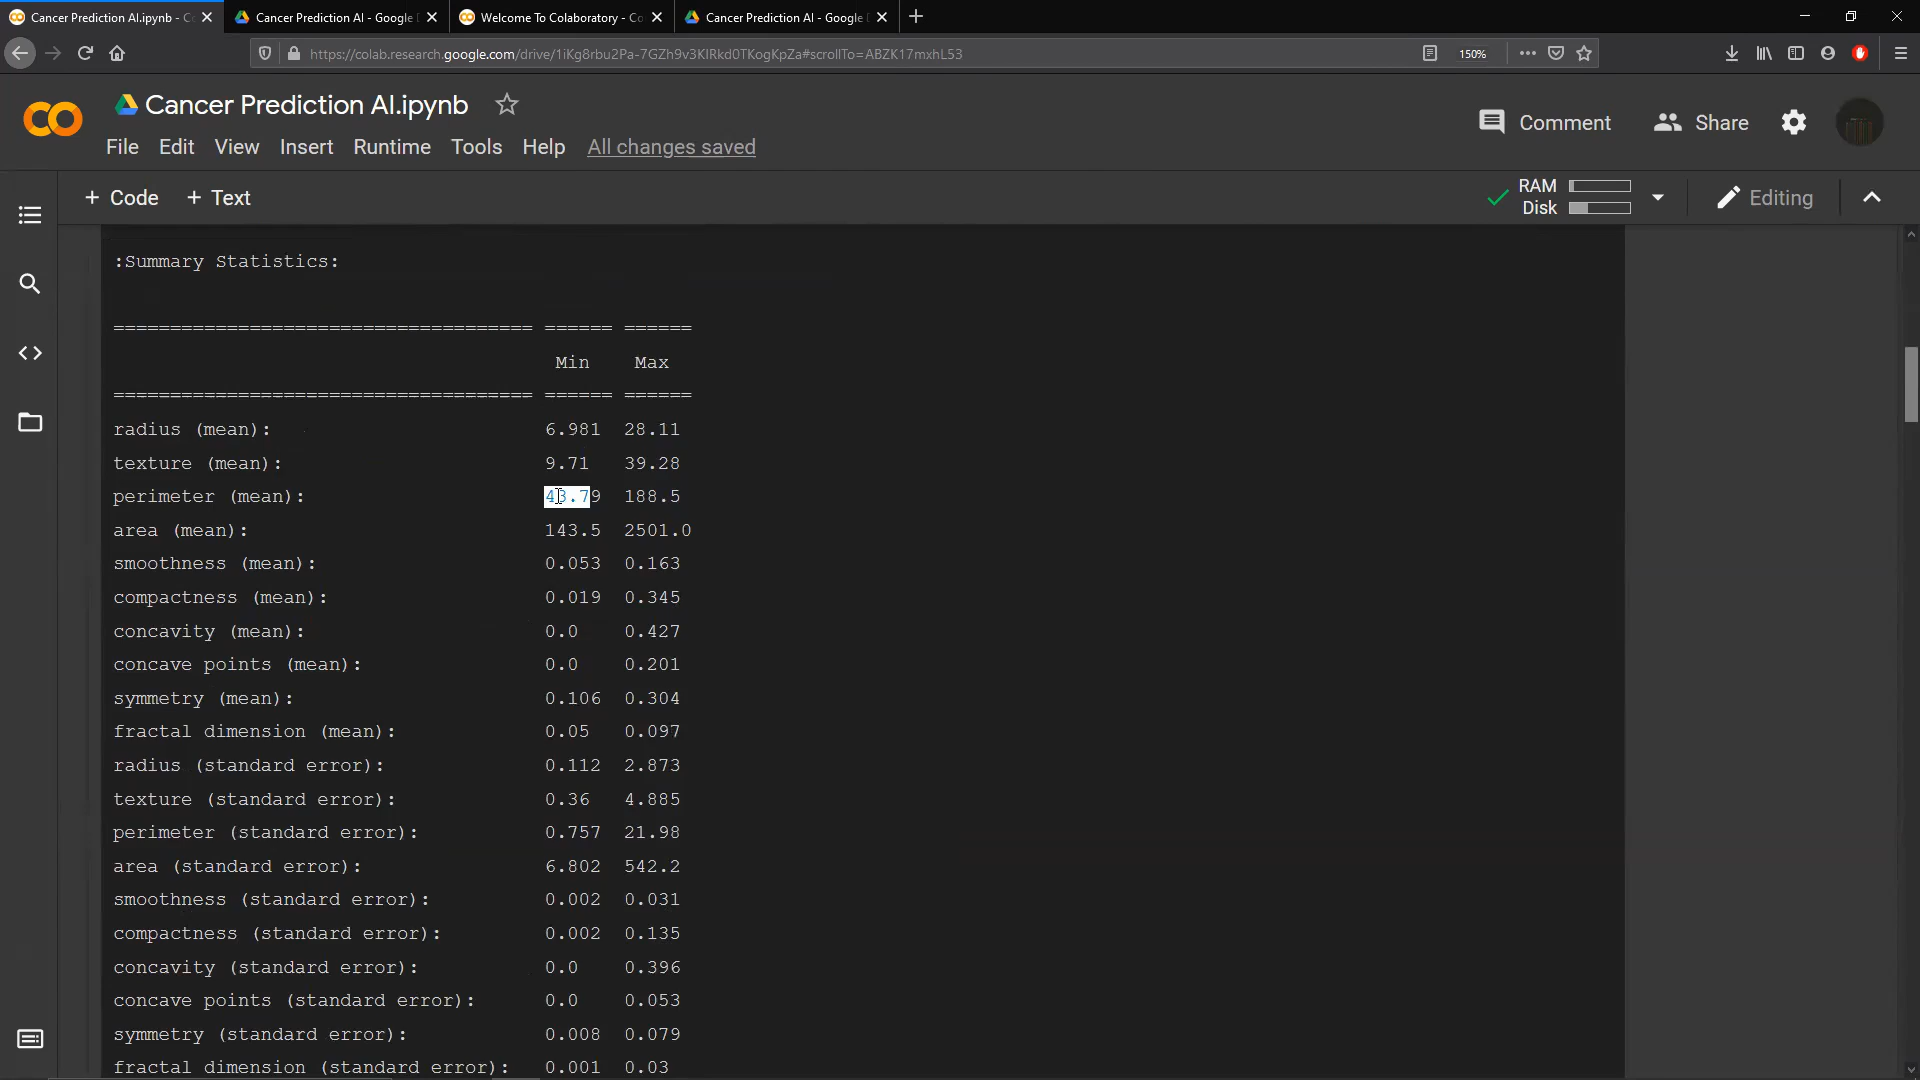 Cancer Prediction AI.ipynb - Co
Cancer Prediction AI - Google D
Welcome To Colaboratory - Co
Cancer Prediction AI - Google D
https://colab.research.google.com/drive/1iKg8rbu2Pa-7GZh9v3KlRkd0TKogKpZa#scrollTo=ABZK17mxhL53
150%
Cancer Prediction AI.ipynb
Comment
Share
File Edit View Insert Runtime Tools Help All changes saved
+ Code + Text
RAM
Disk
Editing
:Summary Statistics:
===================================== ====== ======
Min Max
===================================== ====== ======
radius (mean): 6.981 28.11
texture (mean): 9.71 39.28
perimeter (mean): 43.79 188.5
area (mean): 143.5 2501.0
smoothness (mean): 0.053 0.163
compactness (mean): 0.019 0.345
concavity (mean): 0.0 0.427
concave points (mean): 0.0 0.201
symmetry (mean): 0.106 0.304
fractal dimension (mean): 0.05 0.097
radius (standard error): 0.112 2.873
texture (standard error): 0.36 4.885
perimeter (standard error): 0.757 21.98
area (standard error): 6.802 542.2
smoothness (standard error): 0.002 0.031
compactness (standard error): 0.002 0.135
concavity (standard error): 0.0 0.396
concave points (standard error): 0.0 0.053
symmetry (standard error): 0.008 0.079
fractal dimension (standard error): 0.001 0.03